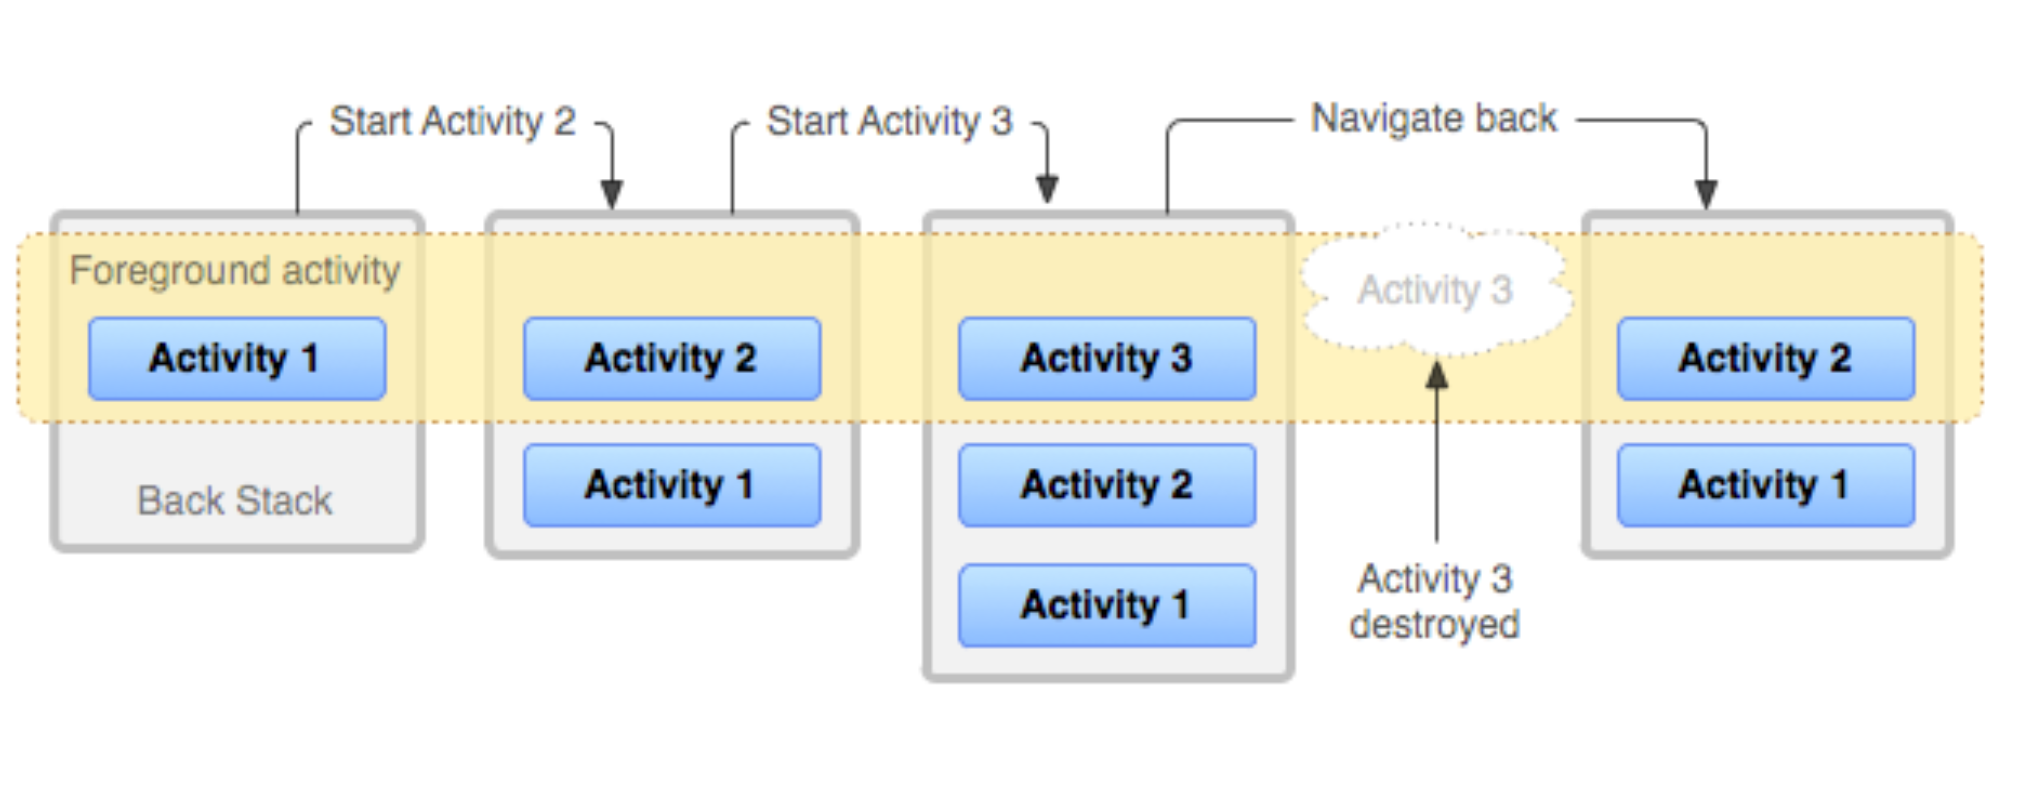 Start Activity 2
Start Activity 3
Navigate back
Foreground activity
Activity 1
Back Stack
Activity 2
Activity 1
Activity 3
Activity 2
Activity 1
Activity 3
Activity 3
destroyed
Activity 2
Activity 1